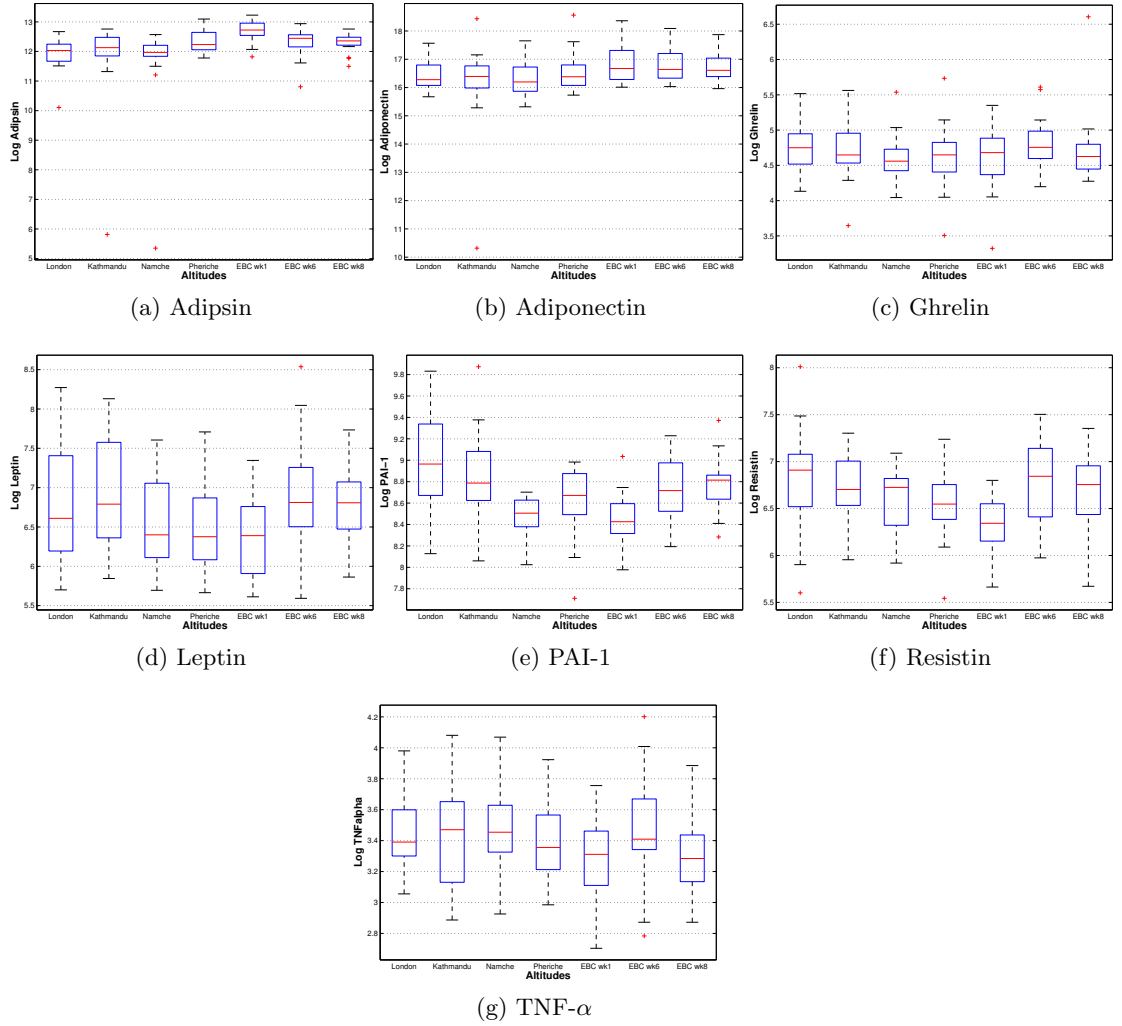 13
12
11
10
9
8
7
6
5
Log Adipsin
London Kathmandu Namche Pheriche EBC wk1 EBC wk6 EBC wk8
Altitudes
(a) Adipsin
17
18
16
15
14
13
12
11
10
Log Adiponectin
London Kathmandu Namche Pheriche EBC wk1 EBC wk6 EBC wk8
Altitudes
(b) Adiponectin
6.5
6
5.5
5
4.5
4
3.5
Log Ghrelin
London Kathmandu Namche Pheriche EBC wk1 EBC wk6 EBC wk8
Altitudes
(c) Ghrelin
8.5
8
7.5
7
6.5
6
5.5
Log Leptin
London Kathmandu Namche Pheriche EBC wk1 EBC wk6 EBC wk8
Altitudes
(d) Leptin
9.8
9.6
9.4
9.2
9.0
8.8
8.6
8.4
8.2
8
7.8
Log PAI-1
London Kathmandu Namche Pheriche EBC wk1 EBC wk6 EBC wk8
Altitudes
(e) PAI-1
8
7.5
7
6.5
6
5.5
Log Resistin
London Kathmandu Namche Pheriche EBC wk1 EBC wk6 EBC wk8
Altitudes
(f) Resistin
4.2
4
3.8
3.6
3.4
3.2
3
2.8
Log TNFalpha
London Kathmandu Namche Pheriche EBC wk1 EBC wk6 EBC wk8
Altitudes
(g) TNF-α